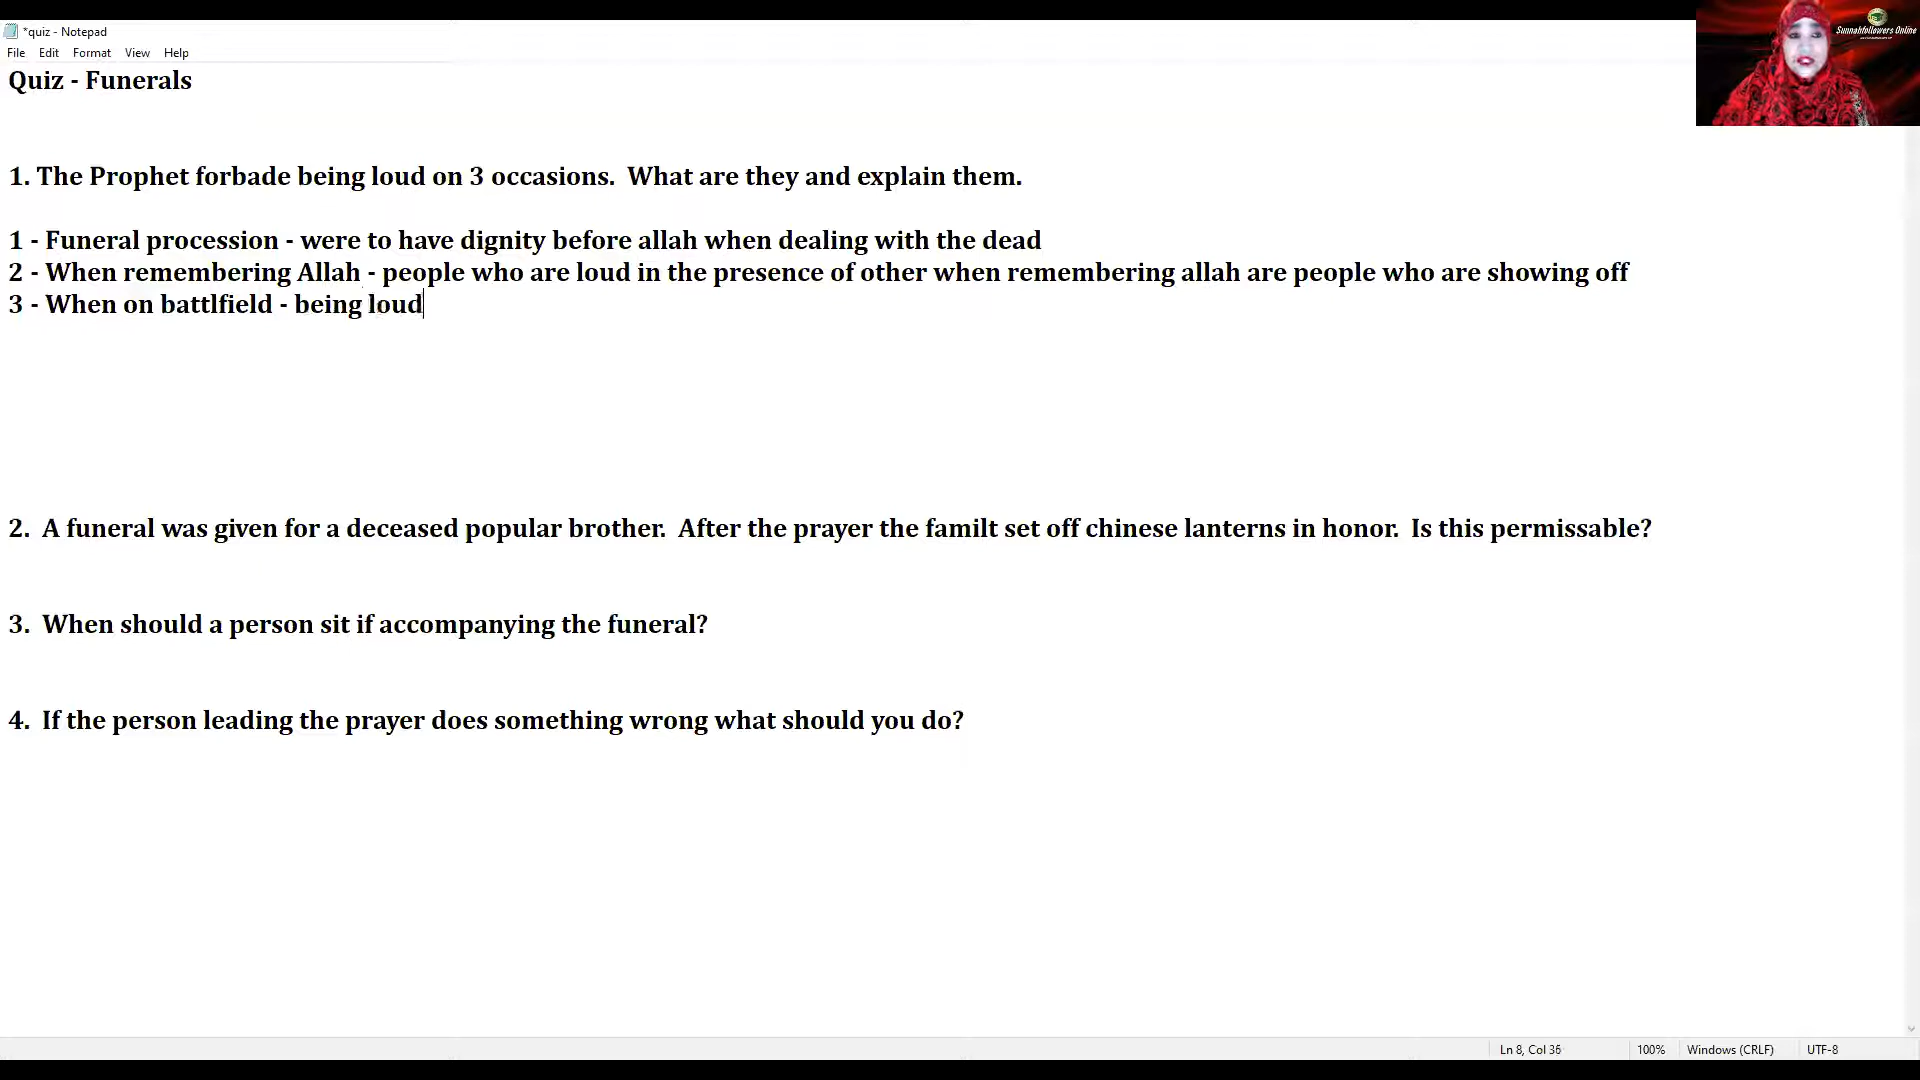 *quiz - Notepad
File Edit Format View Help
Sunnahfollowers Online
Quiz - Funerals
1. The Prophet forbade being loud on 3 occasions.  What are they and explain them.
1 - Funeral procession - were to have dignity before allah when dealing with the dead
2 - When remembering Allah - people who are loud in the presence of other when remembering allah are people who are showing off
3 - When on battlfield - being loud
2.  A funeral was given for a deceased popular brother.  After the prayer the familt set off chinese lanterns in honor.  Is this permissable?
3.  When should a person sit if accompanying the funeral?
4.  If the person leading the prayer does something wrong what should you do?
Ln 8, Col 36 100% Windows (CRLF) UTF-8